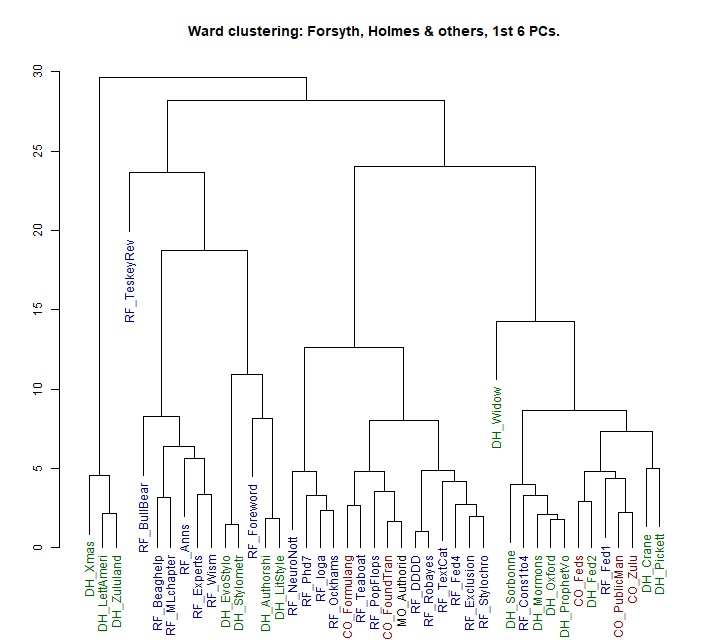 Ward clustering: Forsyth, Holmes & others, 1st 6 PCs.
30
25
20
15
10
5
0
DH_Xmas
DH_LettAmeri
DH_Zululand
RF_TeskeyRev
RF_BullBear
RF_Beaghelp
RF_MLchapter
RF_Anns
RF_Experts
RF_Wism
DH_EvoStylo
DH_Stylometr
RF_Foreword
DH_Authorshi
DH_LitStyle
RF_NeuroNott
RF_Phd7
RF_Ioga
RF_Ockhams
CO_Formulang
RF_Teaboat
RF_PopFlops
CO_FoundTran
MO_Authorid
RF_DDDD
RF_Robayes
RF_TextCat
RF_Fed4
RF_Exclusion
RF_Stylochro
DH_Widow
DH_Sorbonne
RF_Cons1to4
DH_Mormons
DH_Oxford
DH_ProphetVo
CO_Feds
DH_Fed2
RF_Fed1
CO_PublicMan
CO_Zulu
DH_Crane
DH_Pickett